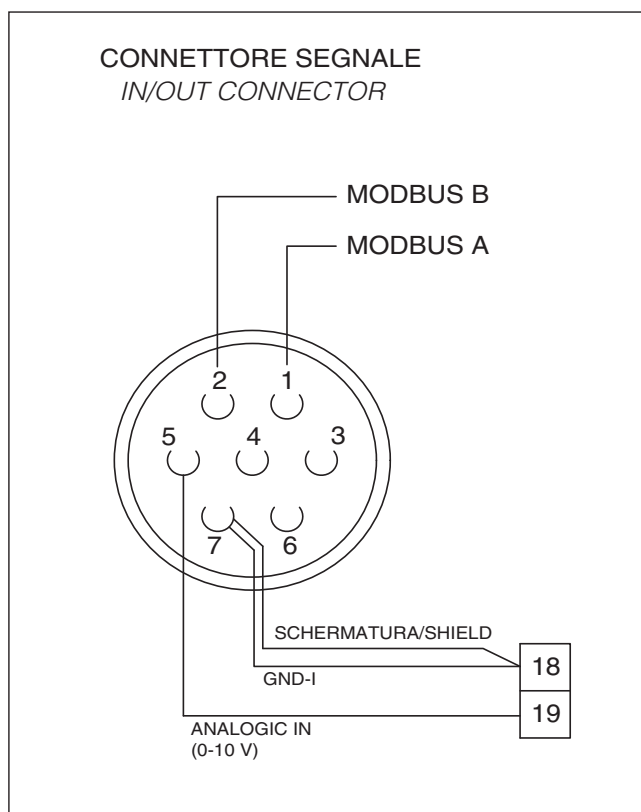 CONNETTORE SEGNALE
IN/OUT CONNECTOR
MODBUS B
MODBUS A
2 1
5 4 3
7 6
SCHERMATURA/SHIELD
18
GND-I
19
ANALOGIC IN
(0-10 V)